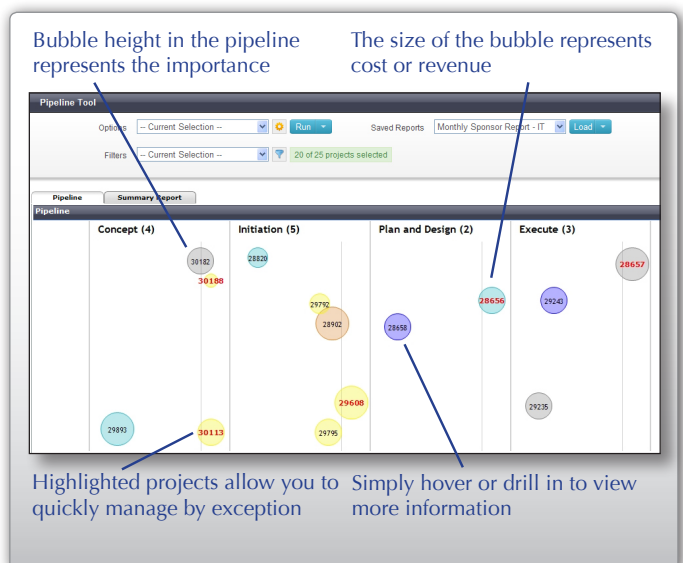 Bubble height in the pipeline
represents the importance
The size of the bubble represents
cost or revenue
Pipeline Tool
Options -- Current Selection -- Run Saved Reports Monthly Sponsor Report - IT Load
Filters -- Current Selection -- 20 of 25 projects selected
Pipeline Summary Report
Pipeline
Concept (4) Initiation (5) Plan and Design (2) Execute (3)
30182 28820 28657
30188
29792 28656 29243
28902 28658
29608 29235
29893 30113 29795
Highlighted projects allow you to
quickly manage by exception
Simply hover or drill in to view
more information